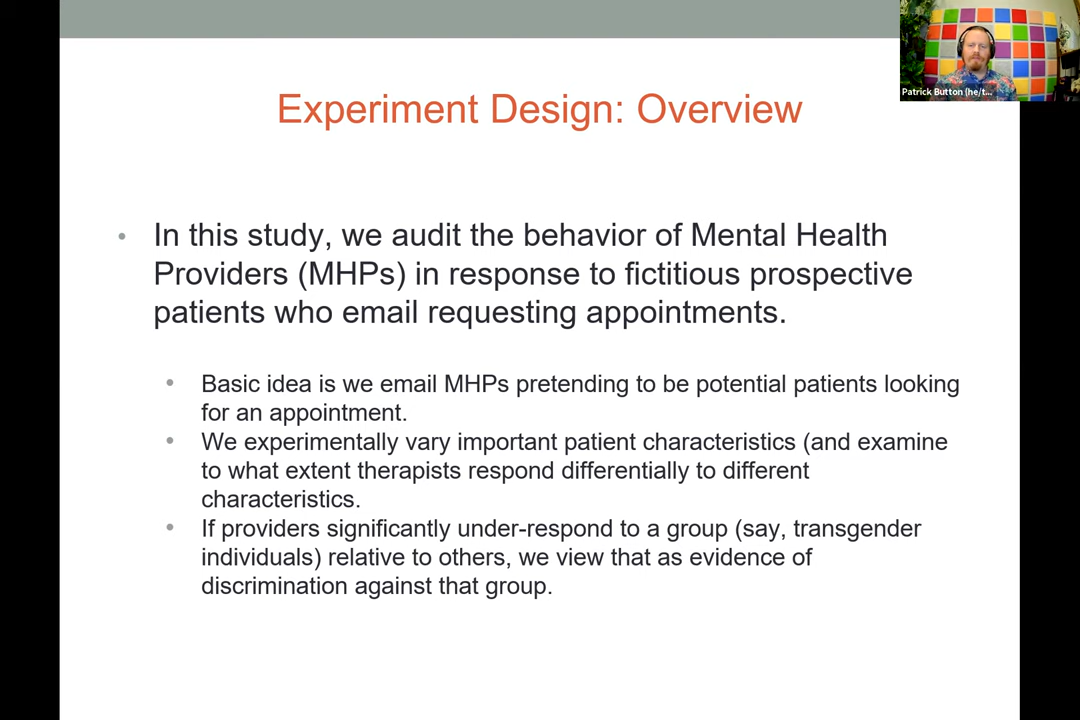 Patrick Button (he/t...
Experiment Design: Overview
• In this study, we audit the behavior of Mental Health
Providers (MHPs) in response to fictitious prospective
patients who email requesting appointments.
• Basic idea is we email MHPs pretending to be potential patients looking
for an appointment.
• We experimentally vary important patient characteristics (and examine
to what extent therapists respond differentially to different
characteristics.
• If providers significantly under-respond to a group (say, transgender
individuals) relative to others, we view that as evidence of
discrimination against that group.